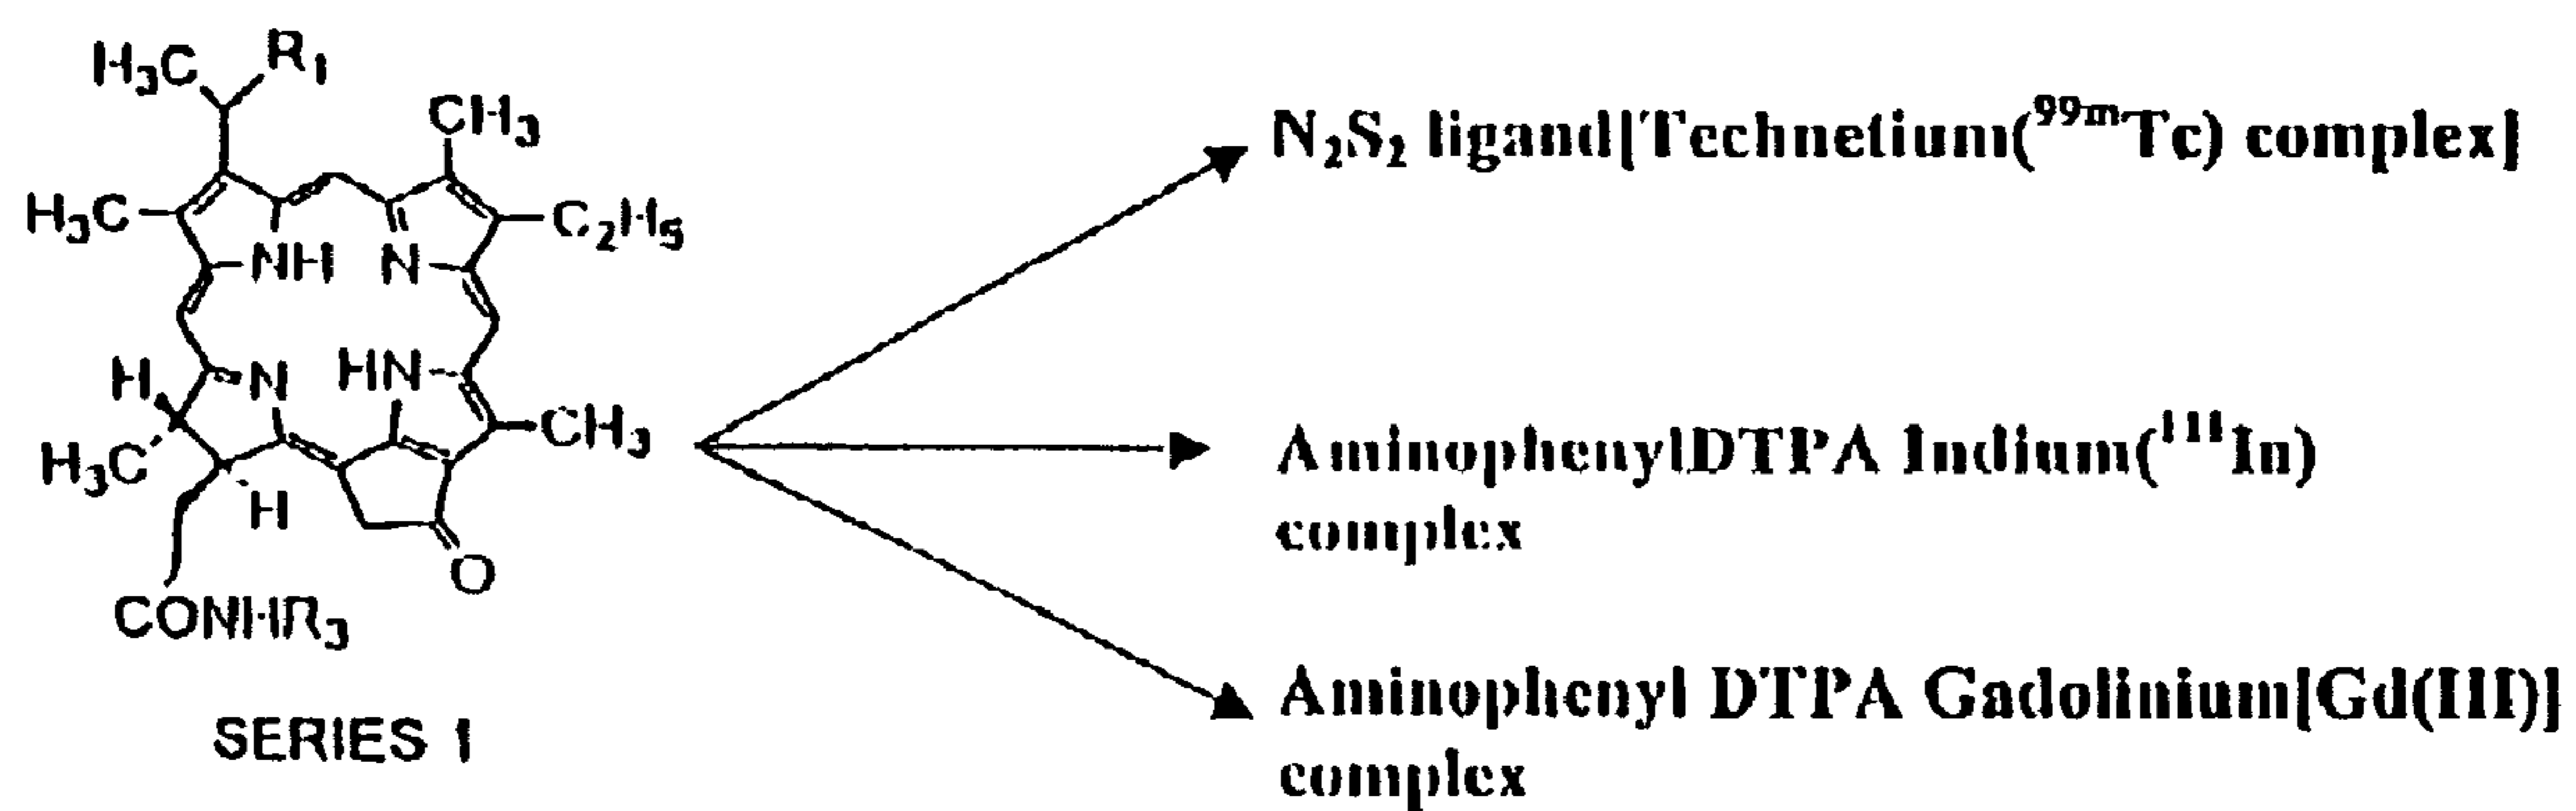 H₃C R₁
CH₃
H₃C C₂H₅
NH N
N HN
H
H₃C CH₃
H
O
CONHR₃
SERIES 1
N₂S₂ ligand[Technetium(⁹⁹ᵐTc) complex]
AminophenylDTPA Indium(¹¹¹In)
complex
Aminophenyl DTPA Gadolinium[Gd(III)]
complex